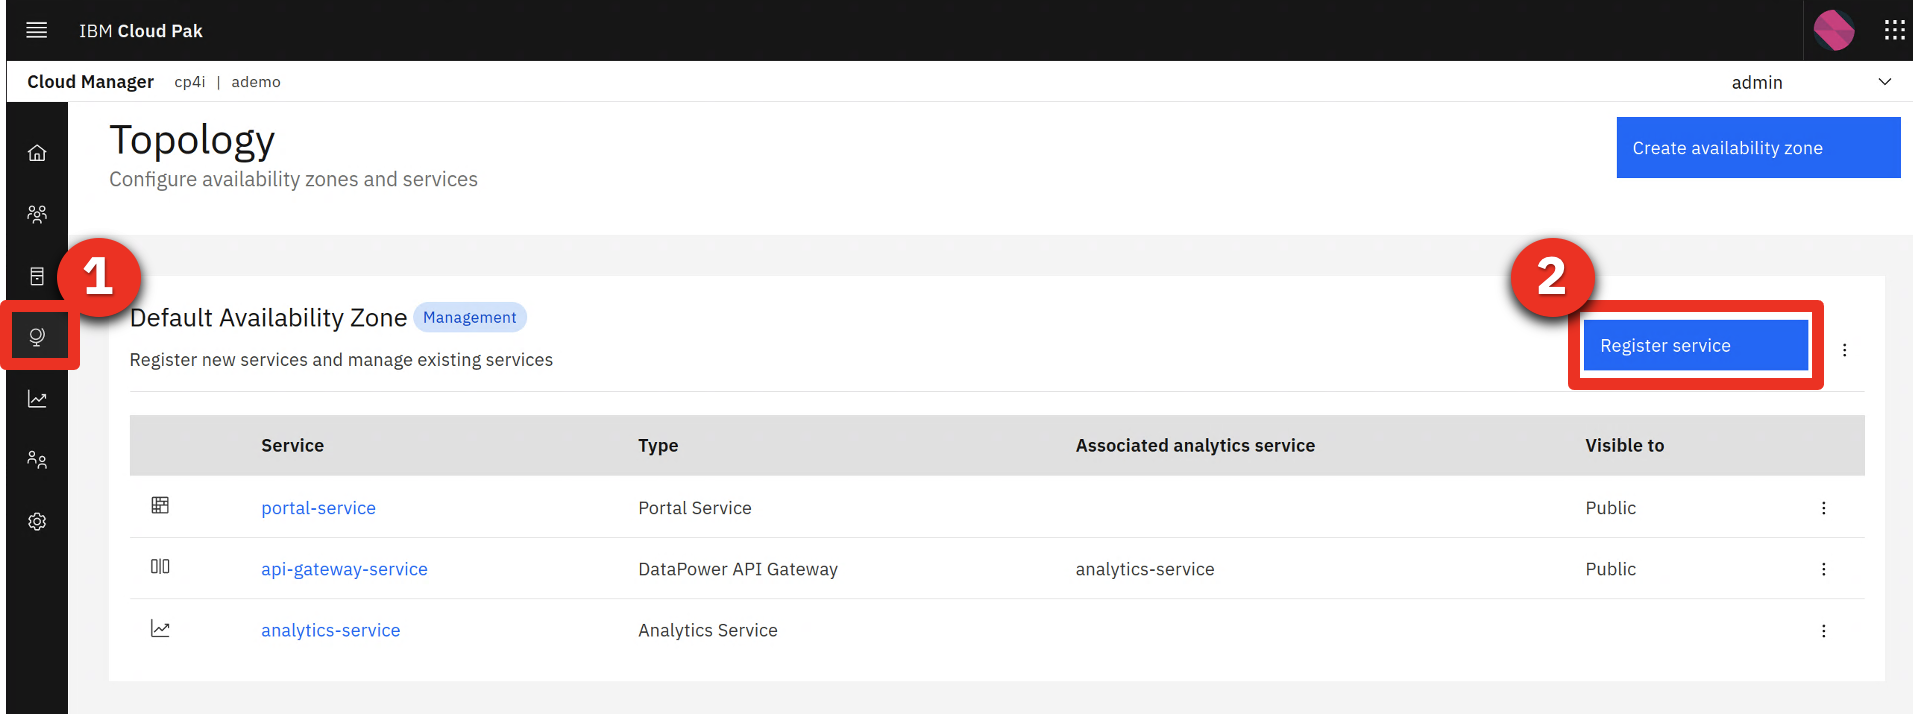 IBM Cloud Pak
Cloud Manager cp4i | ademo admin
Topology
Create availability zone
Configure availability zones and services
1
2
Default Availability Zone Management
Register service
Register new services and manage existing services
Service Type Associated analytics service Visible to
portal-service Portal Service Public
api-gateway-service DataPower API Gateway analytics-service Public
analytics-service Analytics Service